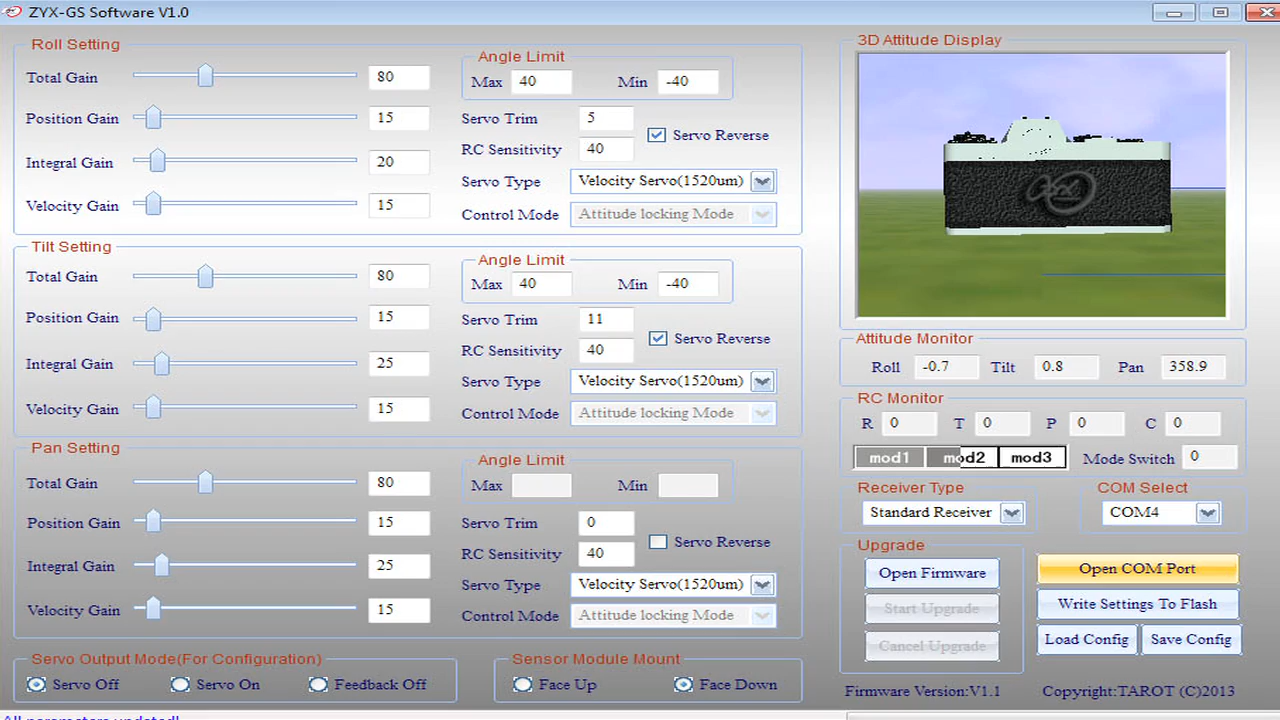 ZYX-GS Software V1.0
Roll Setting
Total Gain 80
Position Gain 15
Integral Gain 20
Velocity Gain 15
Angle Limit
Max 40 Min -40
Servo Trim 5
Servo Reverse
RC Sensitivity 40
Servo Type Velocity Servo(1520um)
Control Mode Attitude locking Mode
Tilt Setting
Total Gain 80
Position Gain 15
Integral Gain 25
Velocity Gain 15
Angle Limit
Max 40 Min -40
Servo Trim 11
Servo Reverse
RC Sensitivity 40
Servo Type Velocity Servo(1520um)
Control Mode Attitude locking Mode
Pan Setting
Total Gain 80
Position Gain 15
Integral Gain 25
Velocity Gain 15
Angle Limit
Max Min
Servo Trim 0
Servo Reverse
RC Sensitivity 40
Servo Type Velocity Servo(1520um)
Control Mode Attitude locking Mode
Servo Output Mode(For Configuration)
Servo Off Servo On Feedback Off
Sensor Module Mount
Face Up Face Down
3D Attitude Display
ZYX
Attitude Monitor
Roll -0.7 Tilt 0.8 Pan 358.9
RC Monitor
R 0 T 0 P 0 C 0
mod1 mod2 mod3 Mode Switch 0
Receiver Type
Standard Receiver
COM Select
COM4
Upgrade
Open Firmware
Start Upgrade
Cancel Upgrade
Open COM Port
Write Settings To Flash
Load Config Save Config
Firmware Version:V1.1 Copyright:TAROT (C)2013
All parameters updated!